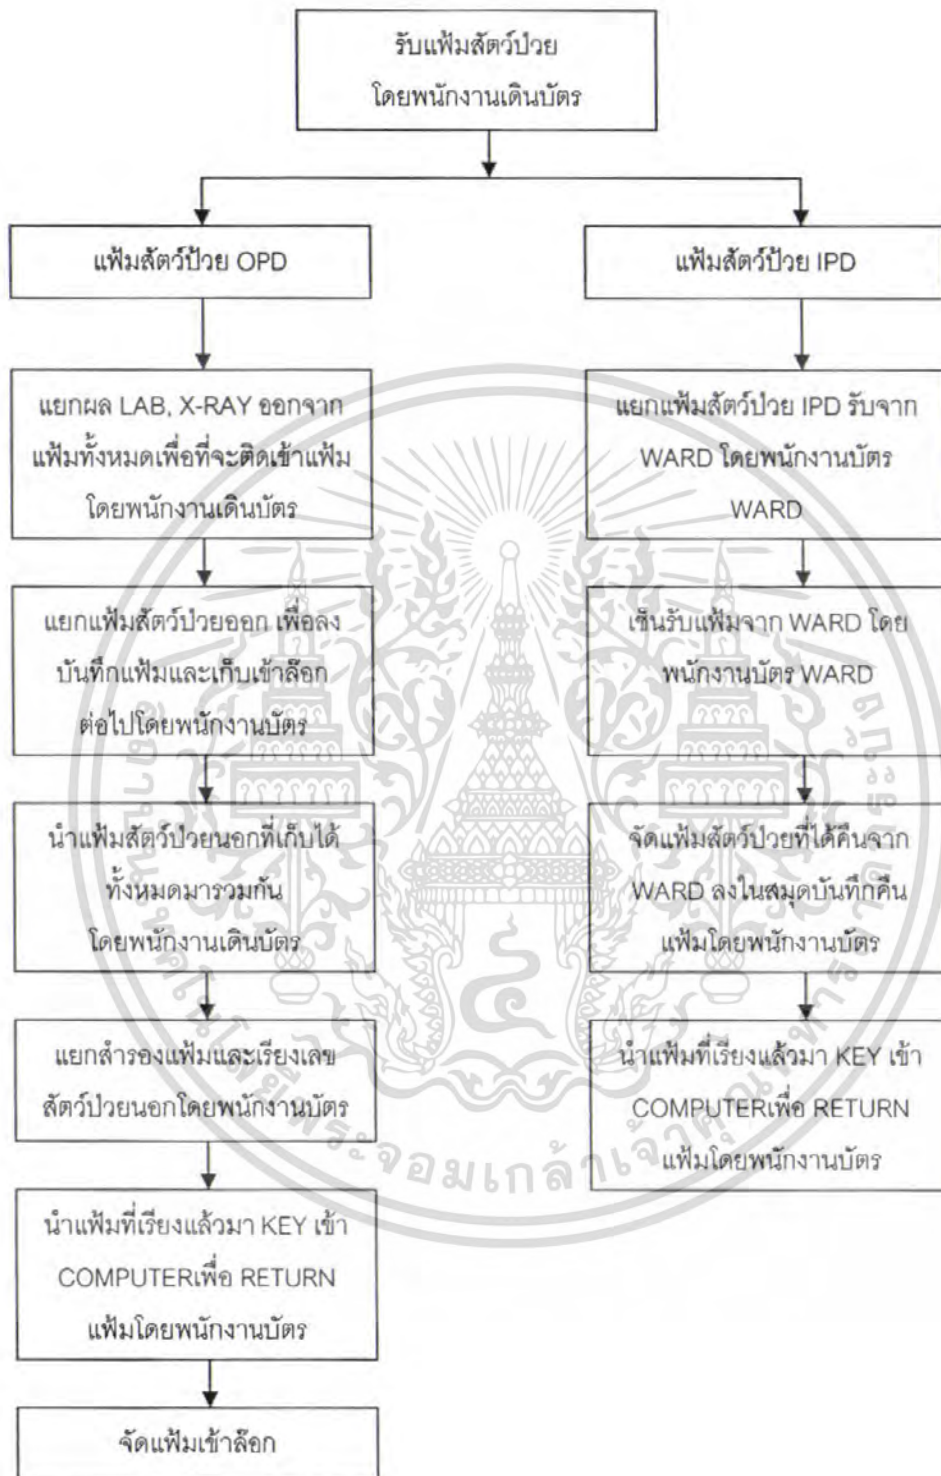 รับแฟ้มสัตว์ป่วย
โดยพนักงานเดินบัตร
แฟ้มสัตว์ป่วย OPD
แยกผล LAB, X-RAY ออกจาก
แฟ้มทั้งหมดเพื่อที่จะติดเข้าแฟ้ม
โดยพนักงานเดินบัตร
แยกแฟ้มสัตว์ป่วยออก เพื่อลง
บันทึกแฟ้มและเก็บเข้าล๊อก
ต่อไปโดยพนักงานบัตร
นำแฟ้มสัตว์ป่วยนอกที่เก็บได้
ทั้งหมดมารวมกัน
โดยพนักงานเดินบัตร
แยกสำรองแฟ้มและเรียงเลข
สัตว์ป่วยนอกโดยพนักงานบัตร
นำแฟ้มที่เรียงแล้วมา KEY เข้า
COMPUTERเพื่อ RETURN
แฟ้มโดยพนักงานบัตร
จัดแฟ้มเข้าล๊อก
แฟ้มสัตว์ป่วย IPD
แยกแฟ้มสัตว์ป่วย IPD รับจาก
WARD โดยพนักงานบัตร
WARD
เซ็นรับแฟ้มจาก WARD โดย
พนักงานบัตร WARD
จัดแฟ้มสัตว์ป่วยที่ได้คืนจาก
WARD ลงในสมุดบันทึกคืน
แฟ้มโดยพนักงานบัตร
นำแฟ้มที่เรียงแล้วมา KEY เข้า
COMPUTERเพื่อ RETURN
แฟ้มโดยพนักงานบัตร
พระจอมเกล้าเจ้าคุณทหาร